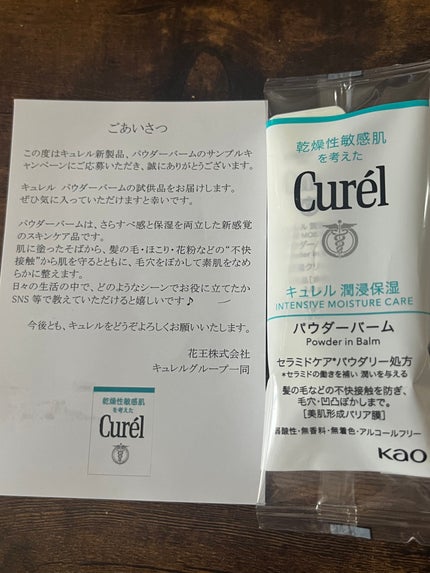 ごあいさつ
この度はキュレル新製品、パウダーバームのサンプルキ
ャンペーンにご応募いただき、誠にありがとうございます。
キュレル パウダーバームの試供品をお届けします。
ぜひ気に入っていただけますと幸いです。
パウダーバームは、さらすべ感と保湿を両立した新感覚
のスキンケア品です。
肌に塗ったそばから、髪の毛・ほこり・花粉などの“不快
接触”から肌を守るとともに、毛穴をぼかして素肌をなめ
らかに整えます。
日々の生活の中で、どのようなシーンでお役に立てたか
SNS 等で教えていただけると嬉しいです♪
今後とも、キュレルをどうぞよろしくお願いいたします。
花王株式会社
キュレルグループ一同
乾燥性敏感肌
を考えた
Curél
乾燥性敏感肌
を考えた
Curél
キュレル 潤浸保湿
INTENSIVE MOISTURE CARE
パウダーバーム
Powder in Balm
セラミドケア*パウダリー処方
*セラミドの働きを補い 潤いを与える
髪の毛などの不快接触を防ぎ、
毛穴・凹凸ぼかしまで。
[美肌形成バリア膜]
弱酸性・無香料・無着色・アルコールフリー
Kao